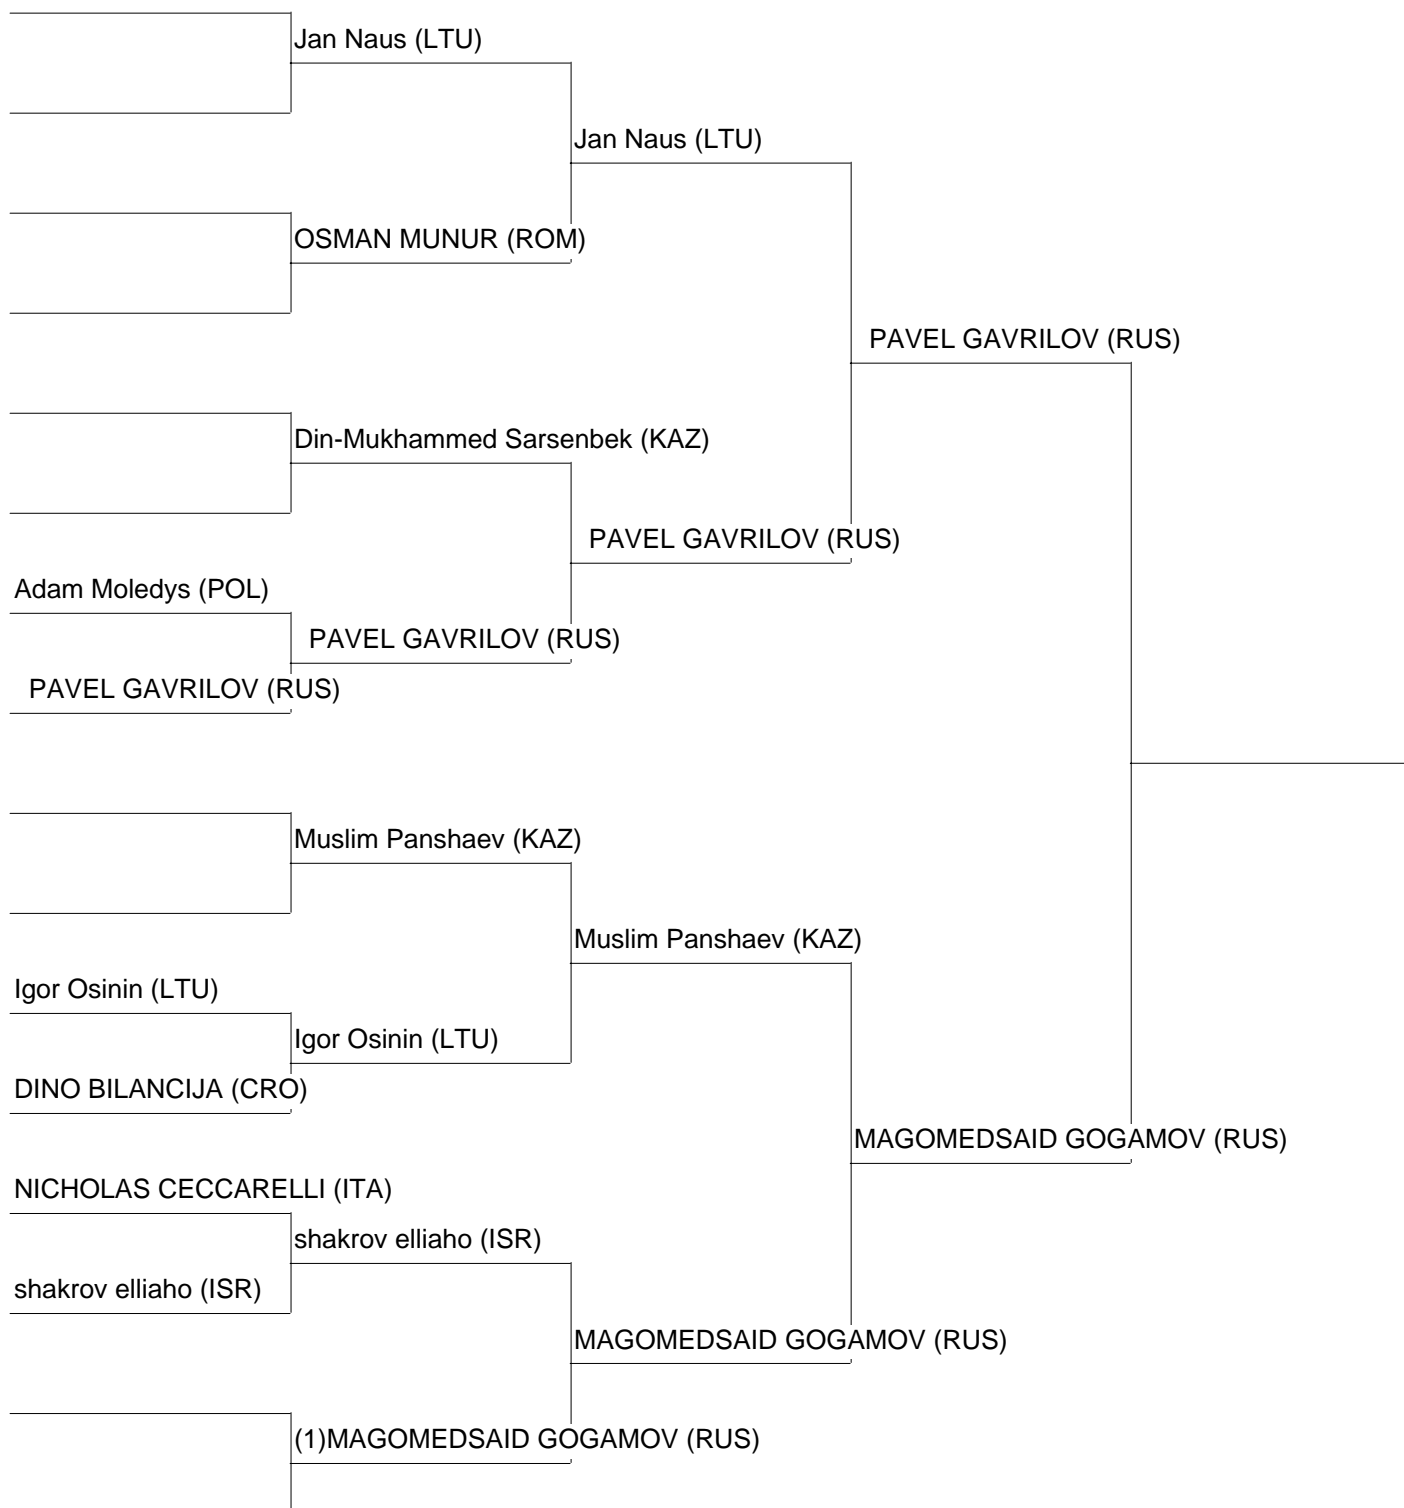 Jan Naus (LTU)
Jan Naus (LTU)
OSMAN MUNUR (ROM)
PAVEL GAVRILOV (RUS)
Din-Mukhammed Sarsenbek (KAZ)
PAVEL GAVRILOV (RUS)
Adam Moledys (POL)
PAVEL GAVRILOV (RUS)
PAVEL GAVRILOV (RUS)
Muslim Panshaev (KAZ)
Muslim Panshaev (KAZ)
Igor Osinin (LTU)
Igor Osinin (LTU)
DINO BILANCIJA (CRO)
MAGOMEDSAID GOGAMOV (RUS)
NICHOLAS CECCARELLI (ITA)
shakrov elliaho (ISR)
shakrov elliaho (ISR)
MAGOMEDSAID GOGAMOV (RUS)
(1)MAGOMEDSAID GOGAMOV (RUS)